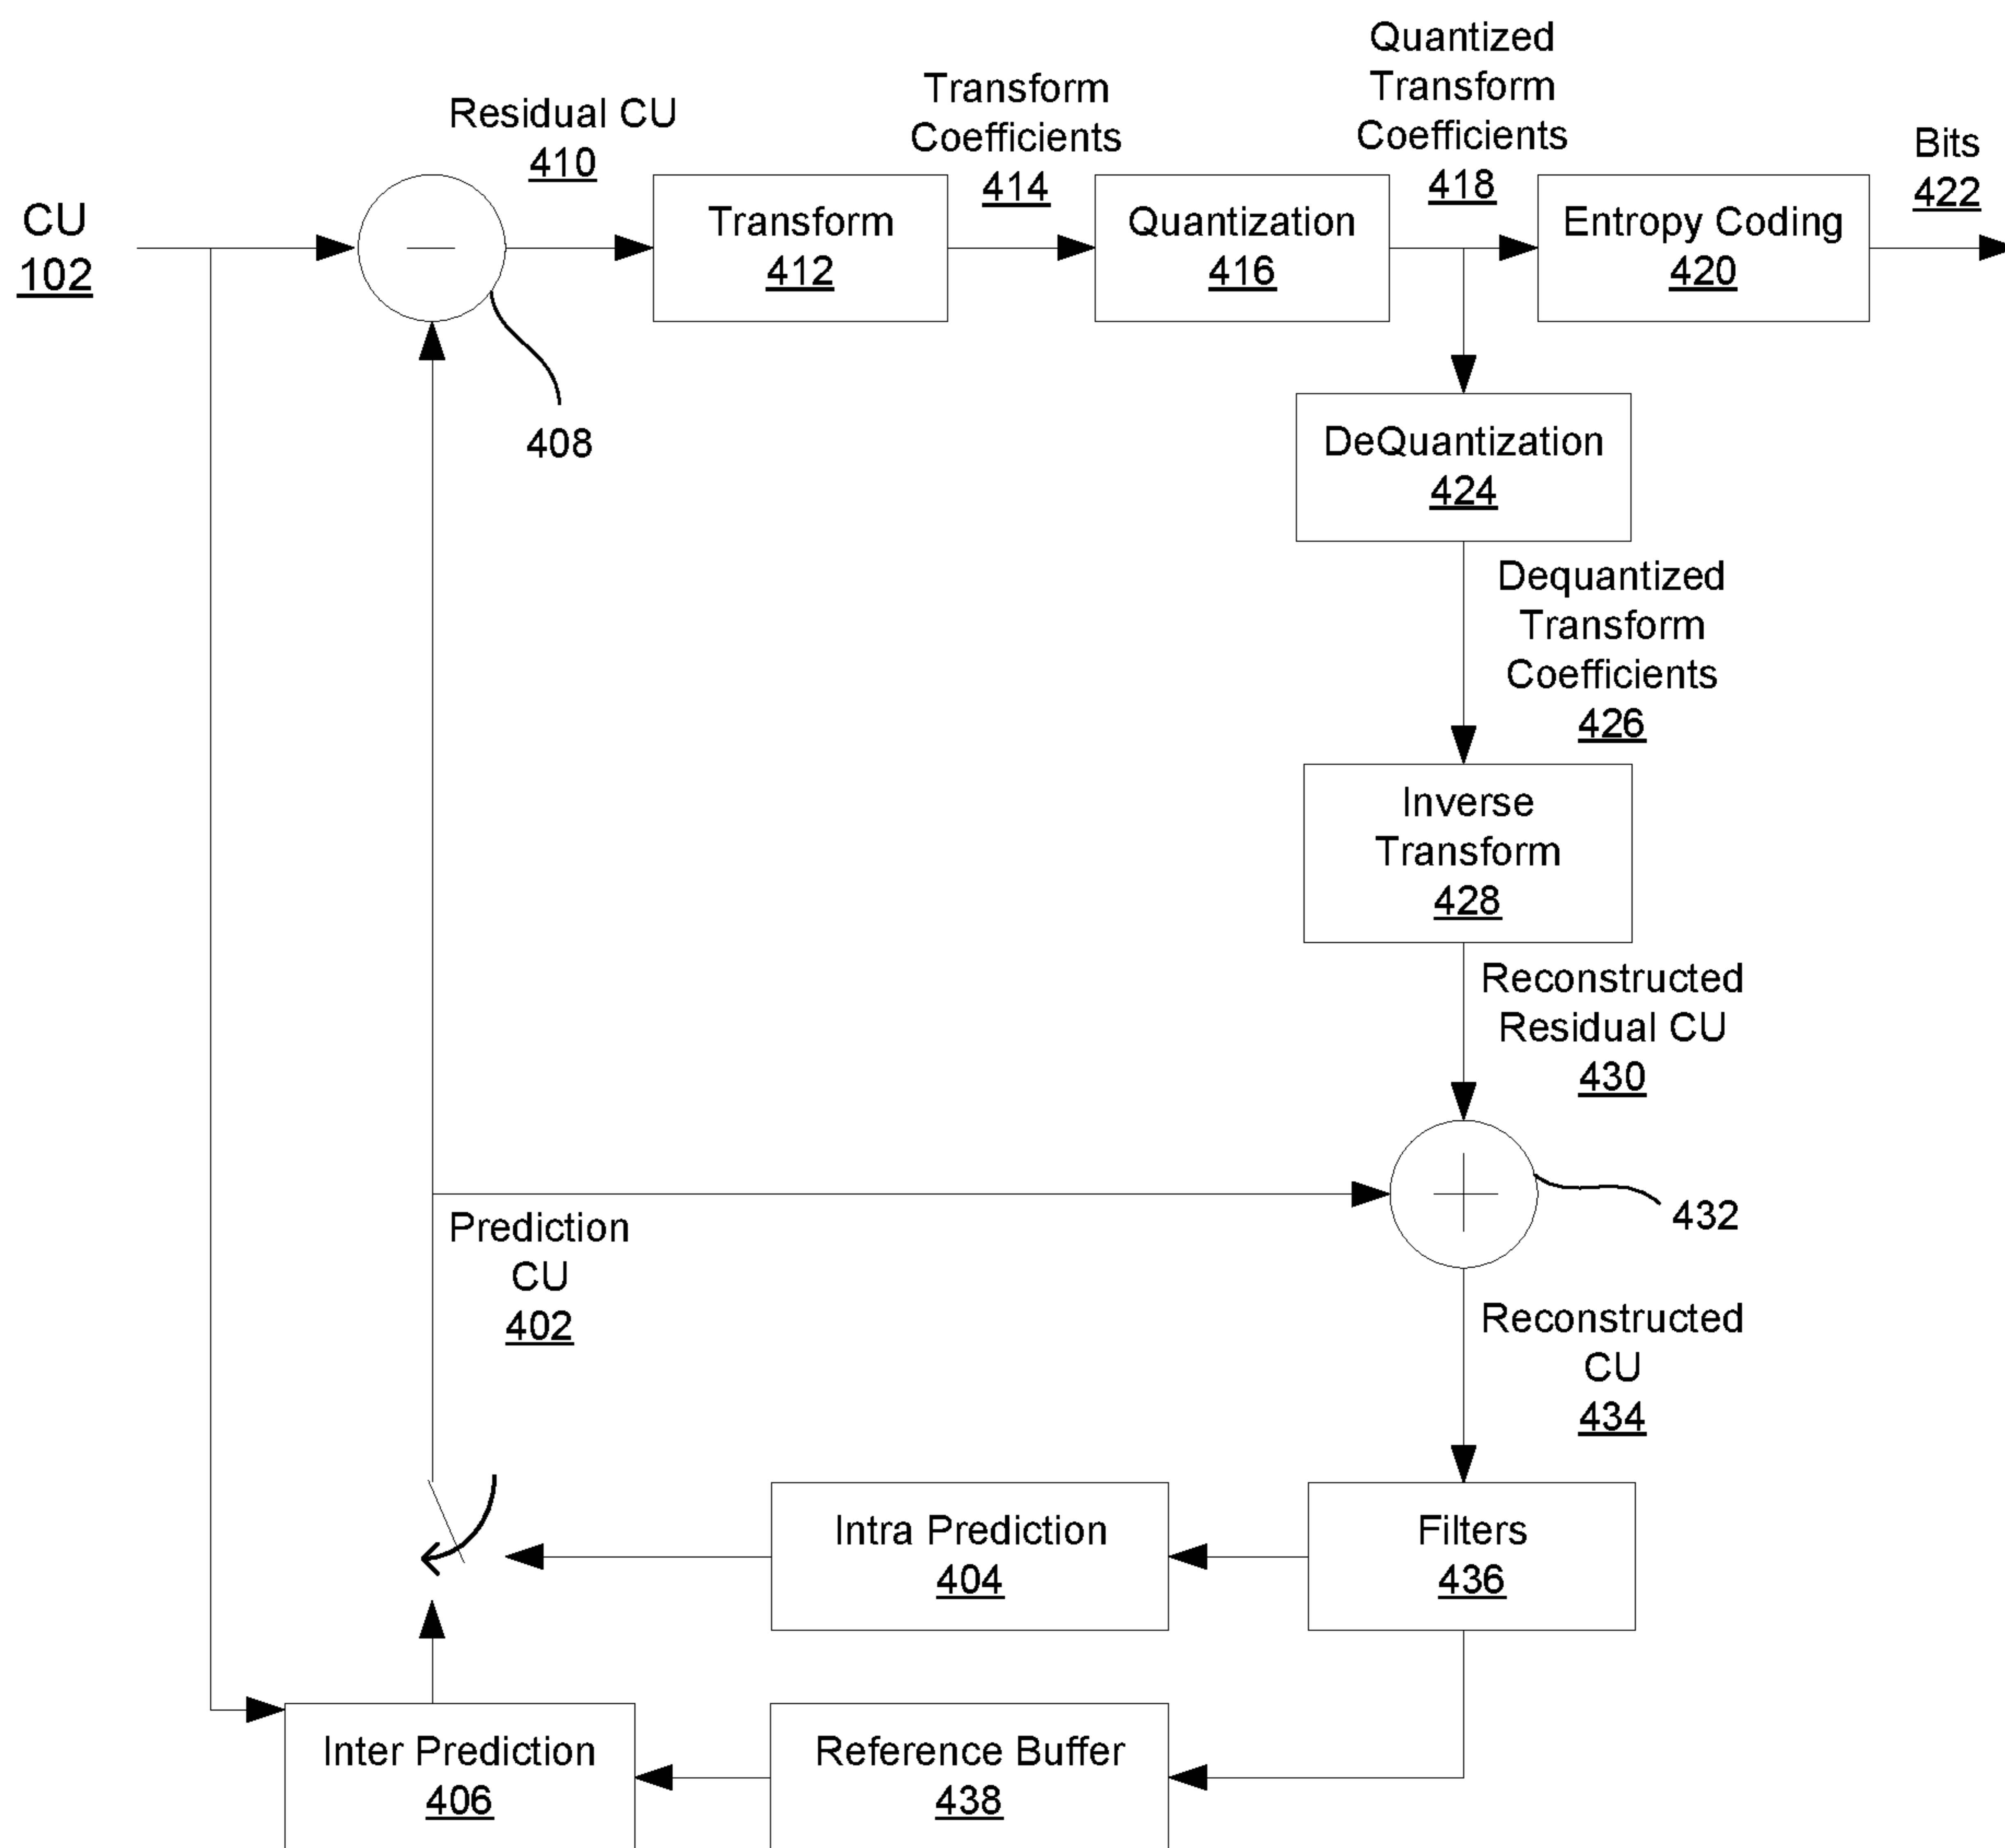 Quantized
Transform
Coefficients
418
Transform
Coefficients
414
Residual CU
410
Bits
422
CU
102
Transform
412
Quantization
416
Entropy Coding
420
408
DeQuantization
424
Dequantized
Transform
Coefficients
426
Inverse
Transform
428
Reconstructed
Residual CU
430
432
Prediction
CU
402
Reconstructed
CU
434
Intra Prediction
404
Filters
436
Inter Prediction
406
Reference Buffer
438